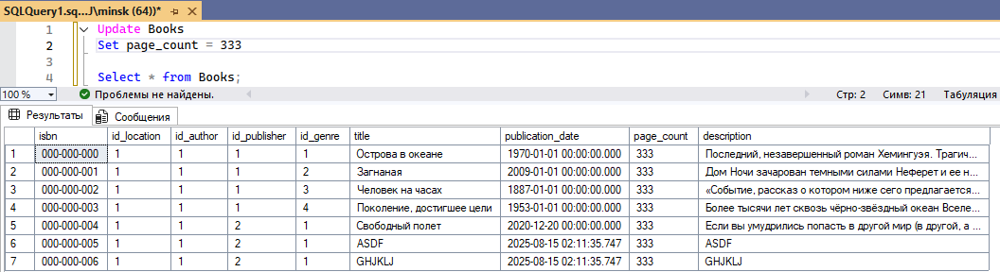 SQLQuery1.sq...J\minsk (64))*
1 Update Books
2 Set page_count = 333
3
4 Select * from Books;
100 % Проблемы не найдены. Стр: 2 Симв: 21 Табуляция
Результаты Сообщения
isbn id_location id_author id_publisher id_genre title publication_date page_count description
1 000-000-000 1 1 1 1 Острова в океане 1970-01-01 00:00:00.000 333 Последний, незавершенный роман Хемингуэя. Трагич...
2 000-000-001 1 1 1 2 Загнаная 2009-01-01 00:00:00.000 333 Дом Ночи зачарован темными силами Неферет и ее н...
3 000-000-002 1 1 1 3 Человек на часах 1887-01-01 00:00:00.000 333 «Событие, рассказ о котором ниже сего предлагается...
4 000-000-003 1 1 1 4 Поколение, достигшее цели 1953-01-01 00:00:00.000 333 Более тысячи лет сквозь чёрно-звёздный океан Вселе...
5 000-000-004 1 1 2 1 Свободный полет 2020-12-20 00:00:00.000 333 Если вы умудрились попасть в другой мир (в другой, а ...
6 000-000-005 1 1 2 1 ASDF 2025-08-15 02:11:35.747 333 ASDF
7 000-000-006 1 1 2 1 GHJKLJ 2025-08-15 02:11:35.747 333 GHJKLJ